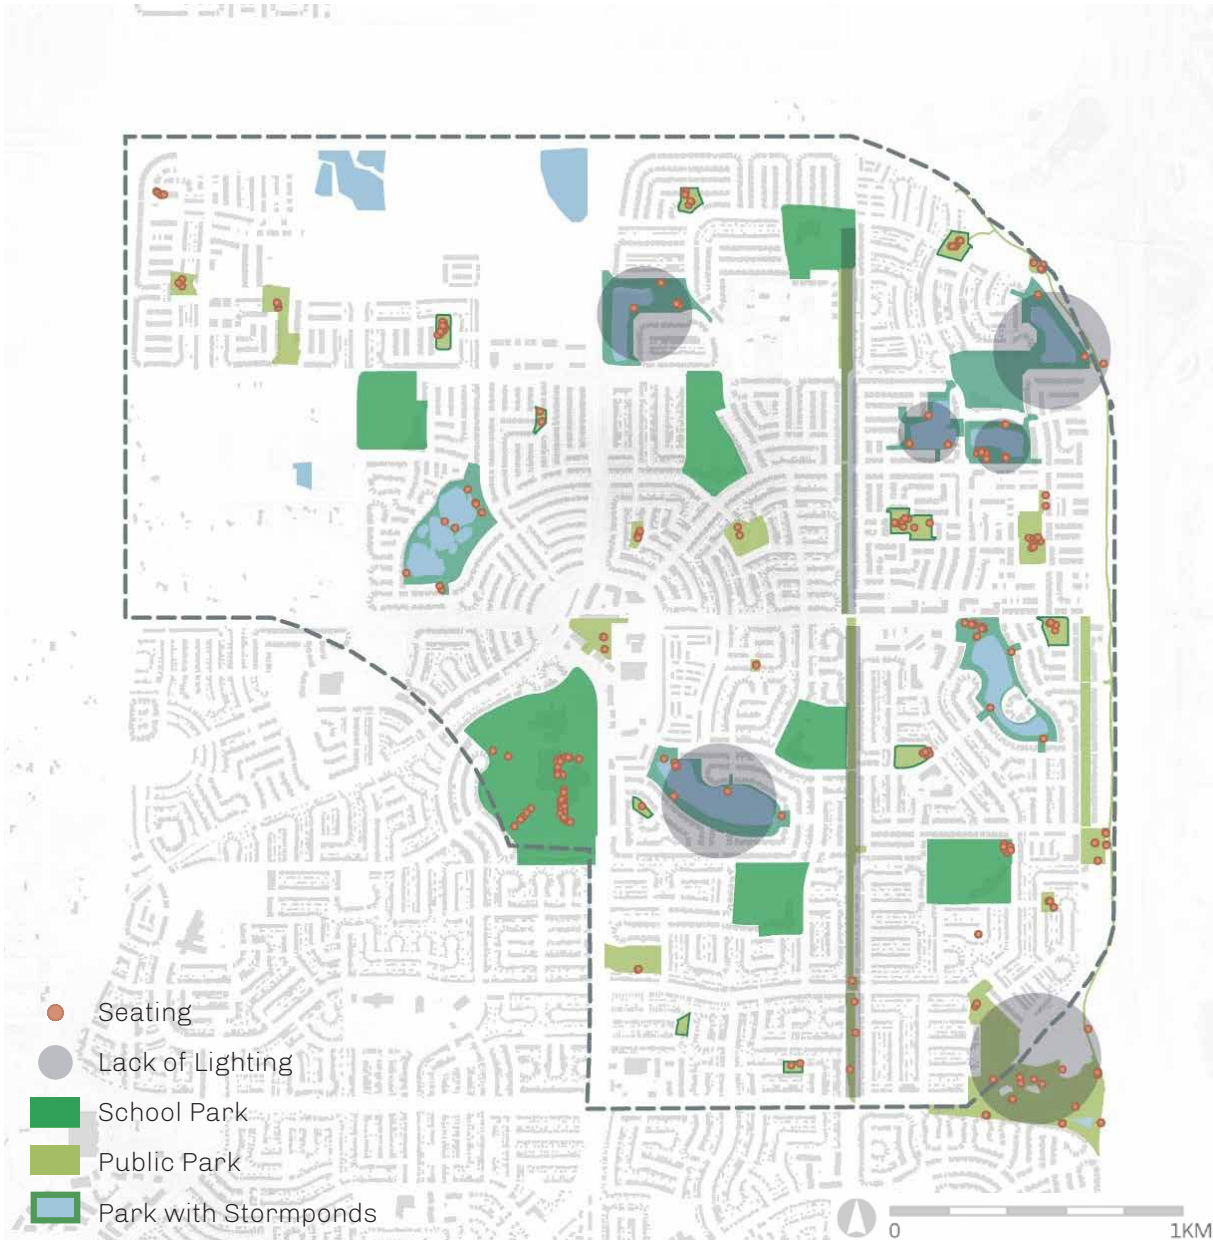 Seating
Lack of Lighting
School Park
Public Park
Park with Stormponds
0
1KM